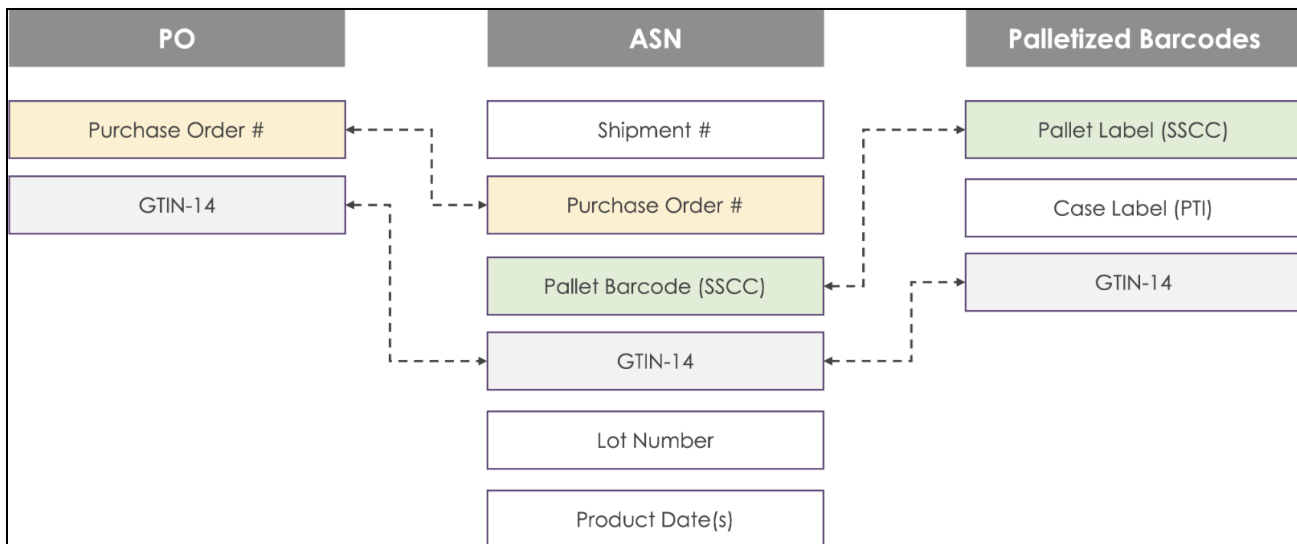 PO
Purchase Order #
GTIN-14
ASN
Shipment #
Purchase Order #
Pallet Barcode (SSCC)
GTIN-14
Lot Number
Product Date(s)
Palletized Barcodes
Pallet Label (SSCC)
Case Label (PTI)
GTIN-14